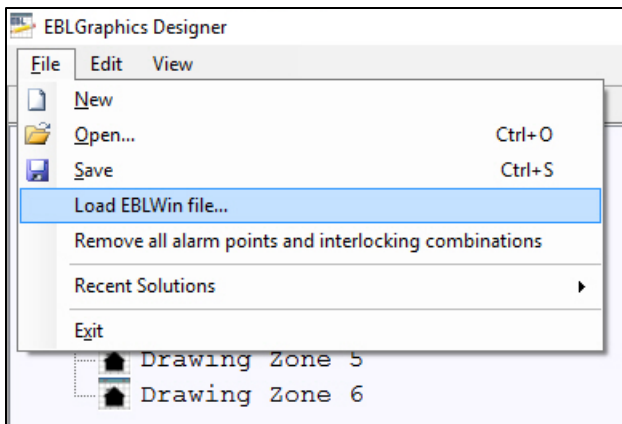 EBLGraphics Designer
File Edit View
New
Open... Ctrl+O
Save Ctrl+S
Load EBLWin file...
Remove all alarm points and interlocking combinations
Recent Solutions
Exit
Drawing Zone 5
Drawing Zone 6